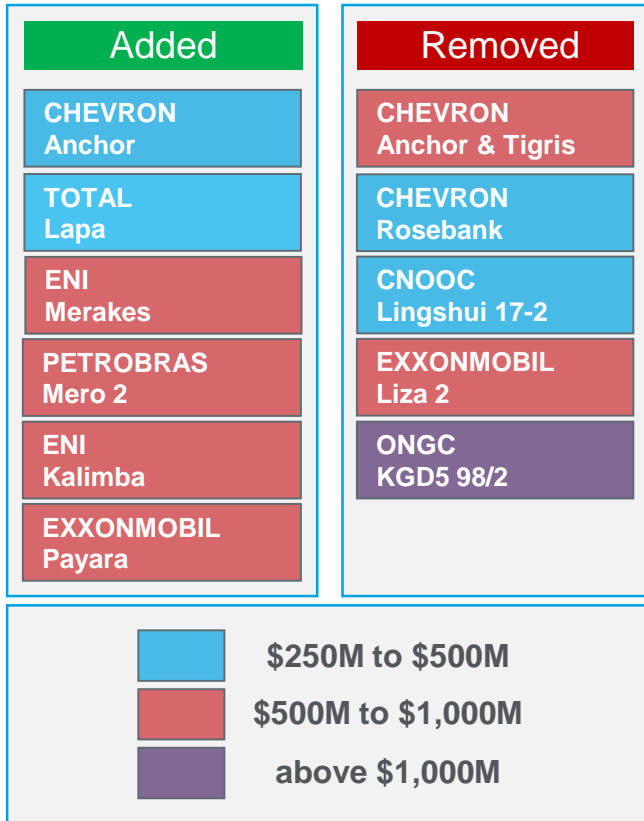 Added
CHEVRON
Anchor
TOTAL
Lapa
ENI
Merakes
PETROBRAS
Mero 2
ENI
Kalimba
EXXONMOBIL
Payara
Removed
CHEVRON
Anchor & Tigris
CHEVRON
Rosebank
CNOOC
Lingshui 17-2
EXXONMOBIL
Liza 2
ONGC
KGD5 98/2
$250M to $500M
$500M to $1,000M
above $1,000M